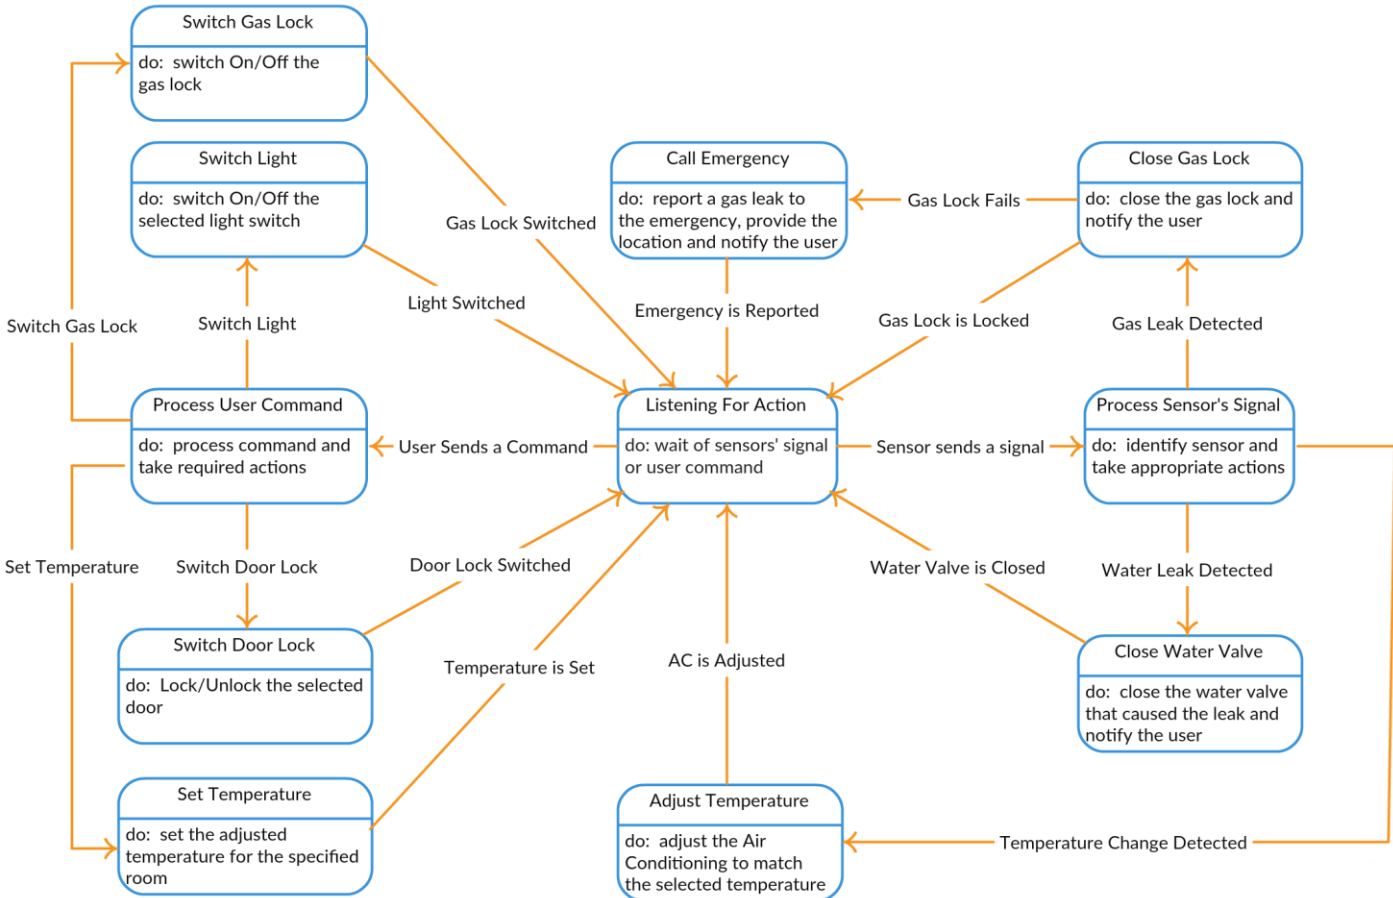 Switch Gas Lock
do: switch On/Off the
gas lock
Switch Light
do: switch On/Off the
selected light switch
Call Emergency
do: report a gas leak to
the emergency, provide the
location and notify the user
Close Gas Lock
do: close the gas lock and
notify the user
Gas Lock Fails
Gas Lock Switched
Light Switched
Emergency is Reported
Gas Lock is Locked
Gas Leak Detected
Switch Gas Lock
Switch Light
Process User Command
do: process command and
take required actions
User Sends a Command
Listening For Action
do: wait of sensors' signal
or user command
Sensor sends a signal
Process Sensor's Signal
do: identify sensor and
take appropriate actions
Set Temperature
Switch Door Lock
Door Lock Switched
Water Valve is Closed
Water Leak Detected
Switch Door Lock
do: Lock/Unlock the selected
door
Temperature is Set
AC is Adjusted
Close Water Valve
do: close the water valve
that caused the leak and
notify the user
Set Temperature
do: set the adjusted
temperature for the specified
room
Adjust Temperature
do: adjust the Air
Conditioning to match
the selected temperature
Temperature Change Detected